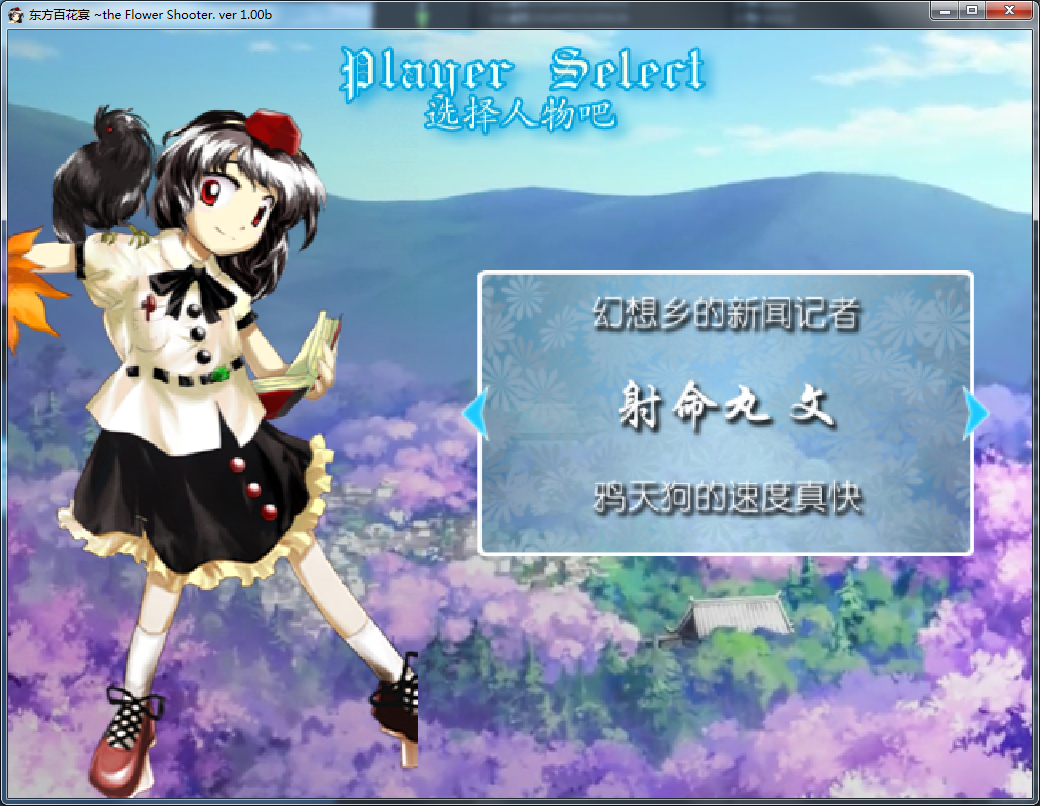 东方百花宴 ~the Flower Shooter. ver 1.00b
Player Select
选择人物吧
幻想乡的新闻记者
射命丸 文
鸦天狗的速度真快